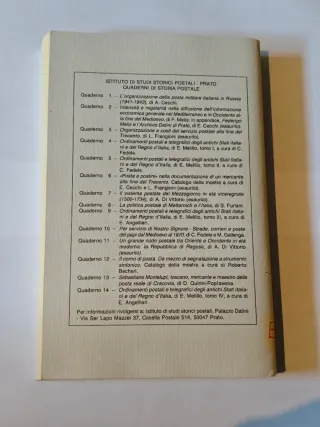 ISTITUTO DI STUDI STORICI POSTALI - PRATO
QUADERNI DI STORIA POSTALE
Quaderno 1 — L'organizzazione della posta militare italiana in Russia
(1941-1943), di A. Cecchi.
Quaderno 2 — Intensità e regolarità nella diffusione dell'informazione
economica generale nel Mediterraneo e in Occidente al-
la fine del Medioevo, di F. Melis; in appendice, Federigo
Melis e l'Archivio Datini di Prato, di E. Cecchi (esaurito).
Quaderno 3 — Organizzazione e costi del servizio postale alla fine del
Trecento, di L. Frangioni (esaurito).
Quaderno 4 — Ordinamenti postali e telegrafici degli antichi Stati italiani
e del Regno d'Italia, di E. Melillo, tomo I, a cura di C.
Fedele.
Quaderno 5 — Ordinamenti postali e telegrafici degli antichi Stati italiani
e del Regno d'Italia, di E. Melillo, tomo II, a cura di
C. Fedele.
Quaderno 6 — «Posta e postini» nella documentazione di un mercante
alla fine del Trecento. Catalogo della mostra a cura di
E. Cecchi e L. Frangioni (esaurito).
Quaderno 7 — Il sistema postale del Mezzogiorno in età vicereguale
(1500-1734), di A. Di Vittorio (esaurito).
Quaderno 8 — La politica postale di Metternich e l'Italia, di S. Furlani.
Quaderno 9 — Ordinamenti postali e telegrafici degli antichi Stati italiani
e del Regno d'Italia, di E. Melillo, tomo III, a cura di E.
Angellieri.
Quaderno 10 — Per servizio di Nostro Signore - Strade, corrieri e poste
dei papi dal Medioevo al 1870, di C. Fedele e M. Gallenga.
Quaderno 11 — Un grande nodo postale tra Oriente e Occidente in età
moderna: la Repubblica di Ragusa, di A. Di Vittorio.
Quaderno 12 — Il corno di posta. Da mezzo di segnalazione a strumento
sinfonico. Catalogo della mostra a cura di Roberto
Becheri.
Quaderno 13 — Sebastiano Montelupi, toscano, mercante e maestro della
posta reale di Cracovia, di D. Quirini-Popławska.
Quaderno 14 — Ordinamenti postali e telegrafici degli antichi Stati italiani
e del Regno d'Italia, di E. Melillo, tomo IV, a cura di
E. Angellieri.
Per informazioni rivolgersi a: Istituto di studi storici postali, Palazzo Datini
- Via Ser Lapo Mazzei 37, Casella Postale 514, 50047 Prato.